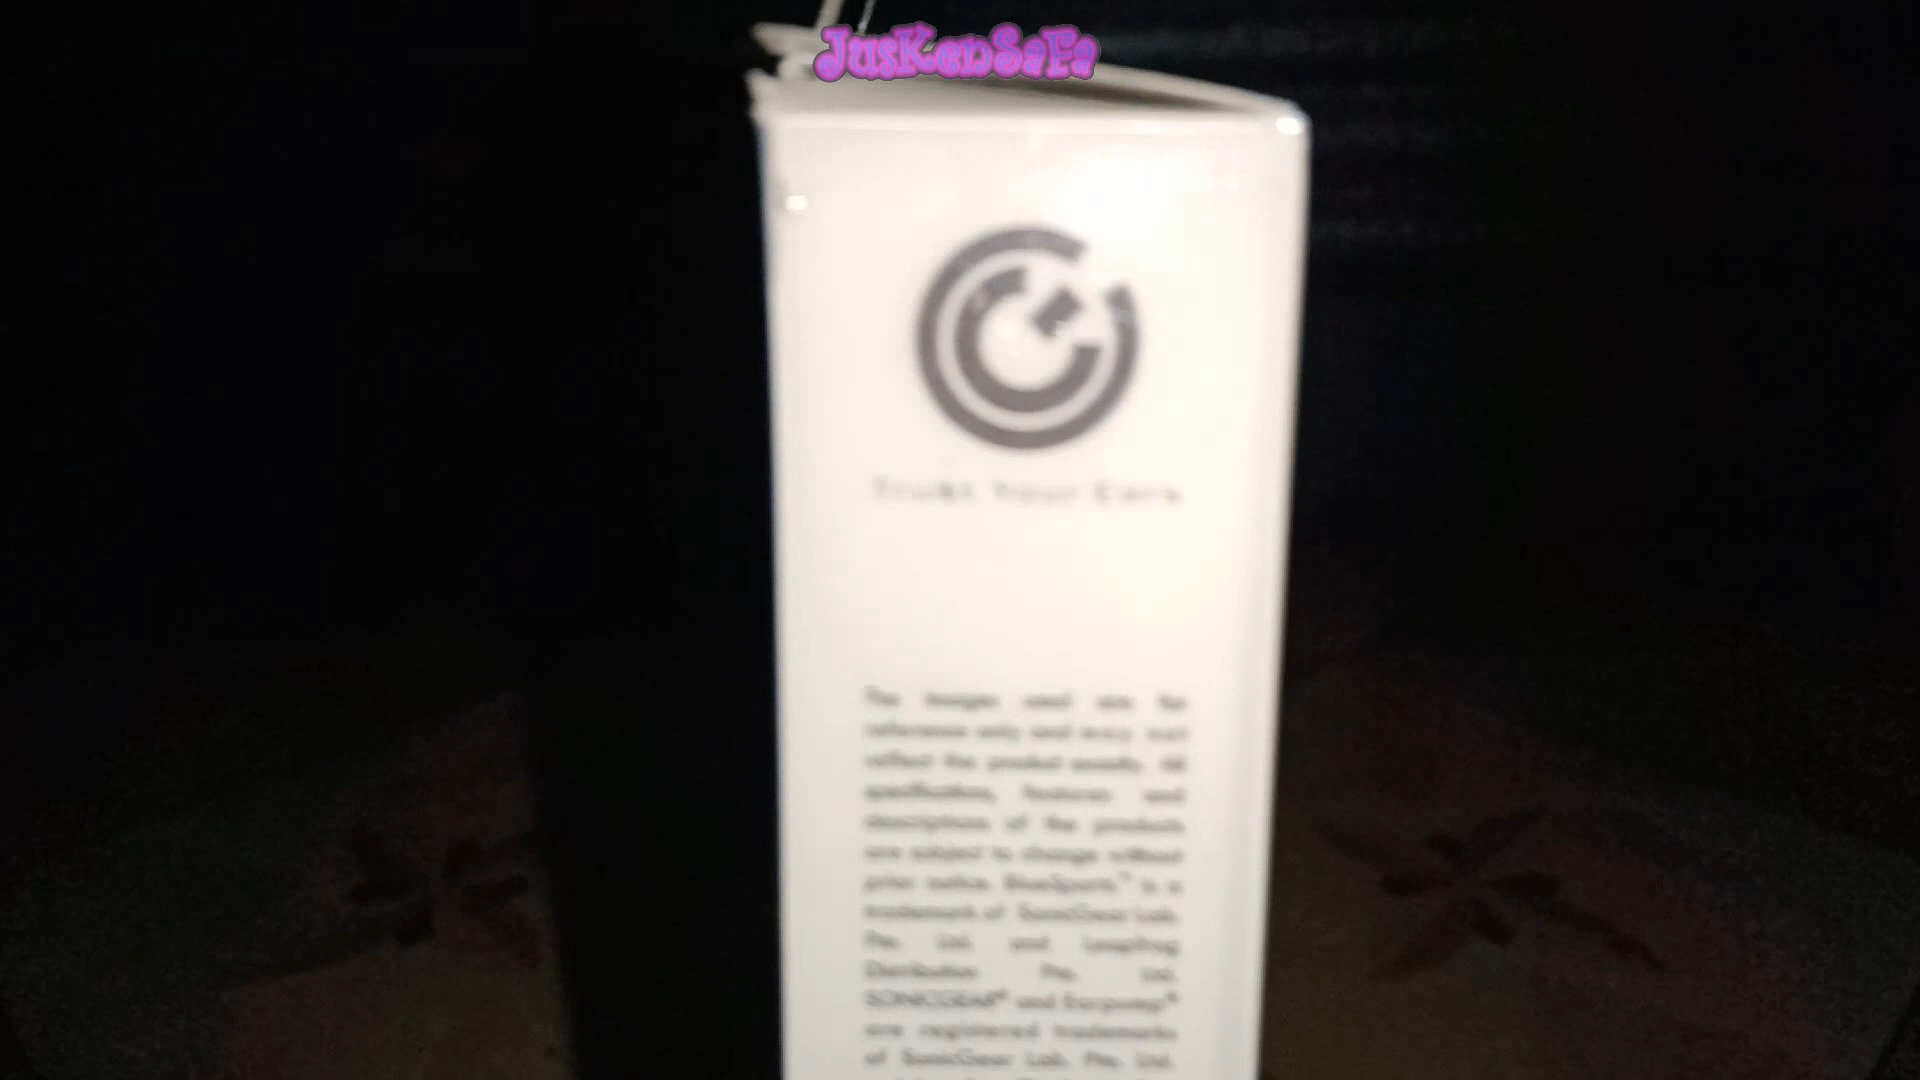 JusKenSaFa
Trust Your Ears
The images used are for
reference only and may not
reflect the product exactly. All
specifications, features and
descriptions of the products
are subject to change without
prior notice. BlueSports™ is a
trademark of SonicGear Lab.
Pte. Ltd. and Leapfrog
Distribution Pte. Ltd.
SONICGEAR® and Earpump®
are registered trademarks
of SonicGear Lab. Pte. Ltd.